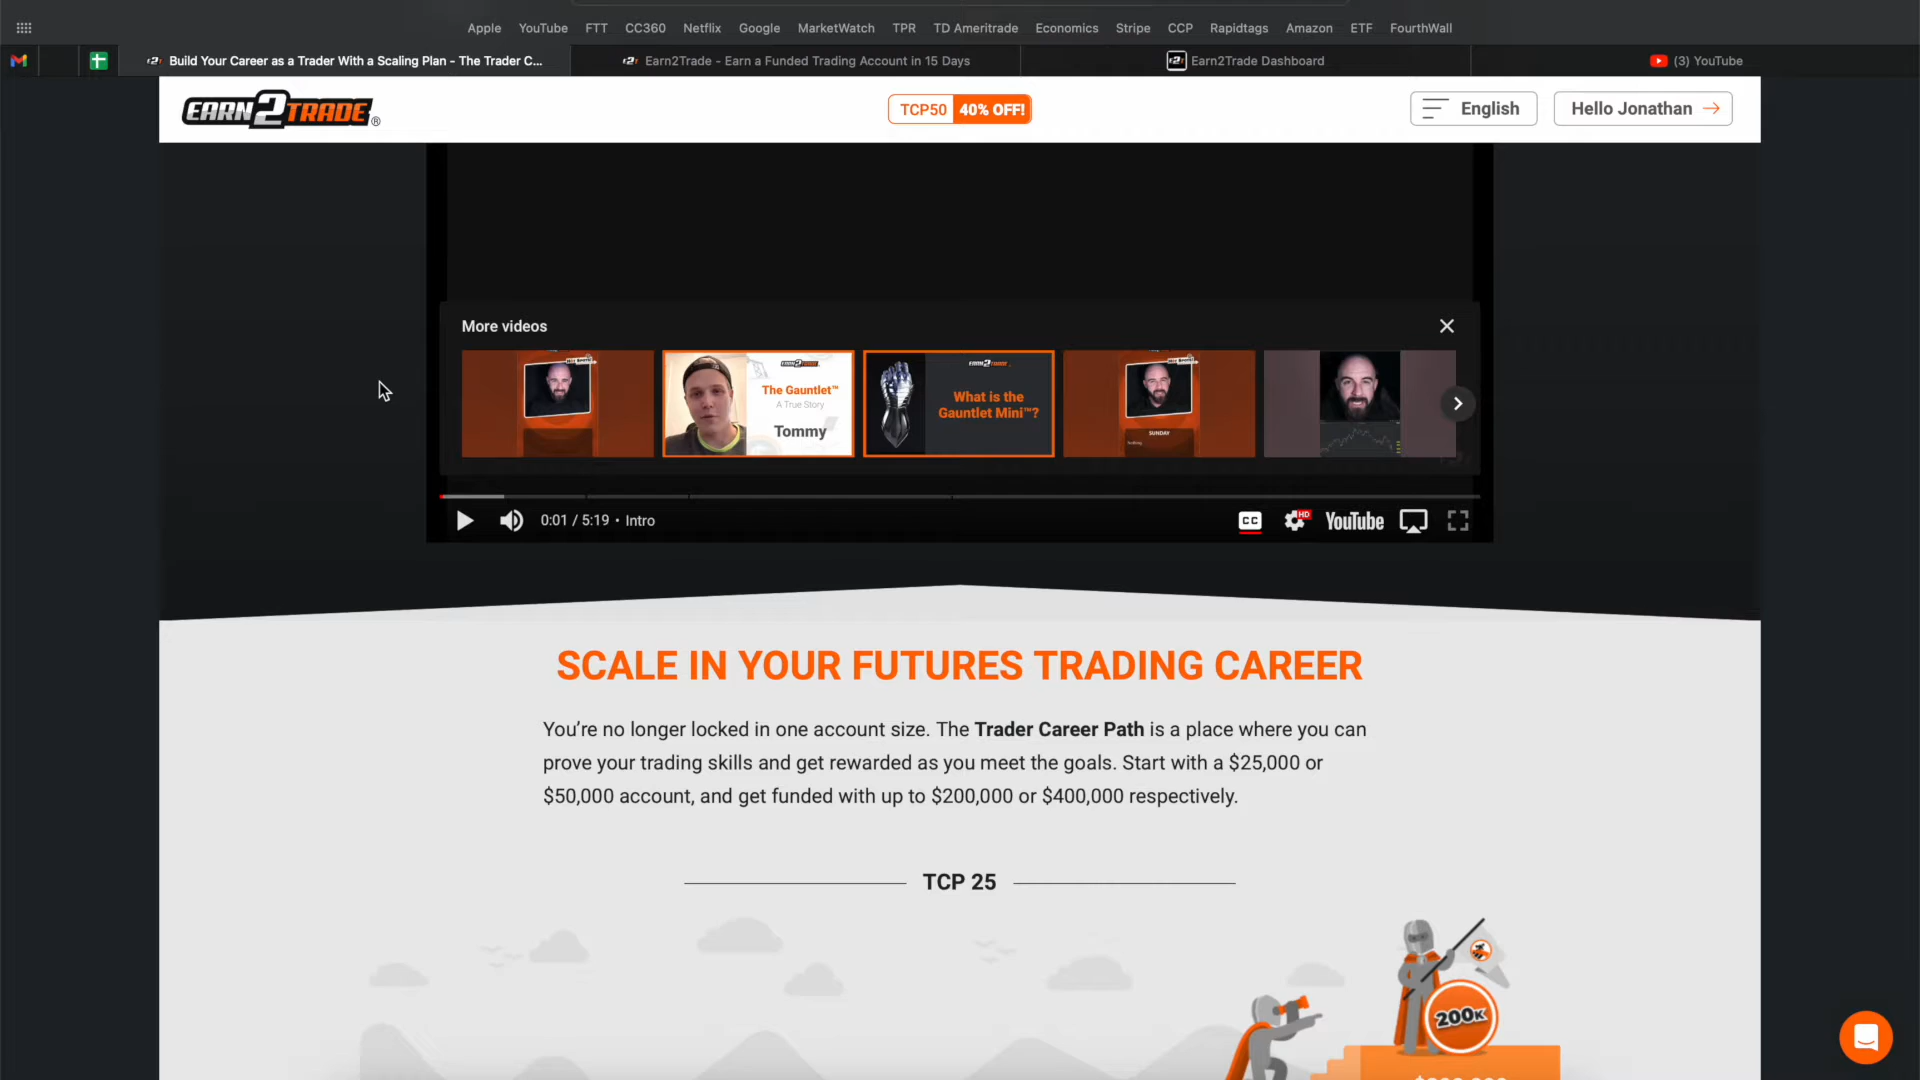 Apple YouTube FTT CC360 Netflix Google MarketWatch TPR TD Ameritrade Economics Stripe CCP Rapidtags Amazon ETF FourthWall
Build Your Career as a Trader With a Scaling Plan - The Trader C...
Earn2Trade - Earn a Funded Trading Account in 15 Days
Earn2Trade Dashboard
(3) YouTube
EARN2TRADE®
TCP50 40% OFF!
English
Hello Jonathan
More videos
EARN2TRADE
The Gauntlet™
A True Story
Tommy
EARN2TRADE
What is the
Gauntlet Mini™?
SUNDAY
0:01 / 5:19 • Intro
CC
HD
YouTube
SCALE IN YOUR FUTURES TRADING CAREER
You’re no longer locked in one account size. The Trader Career Path is a place where you can
prove your trading skills and get rewarded as you meet the goals. Start with a $25,000 or
$50,000 account, and get funded with up to $200,000 or $400,000 respectively.
TCP 25
200K